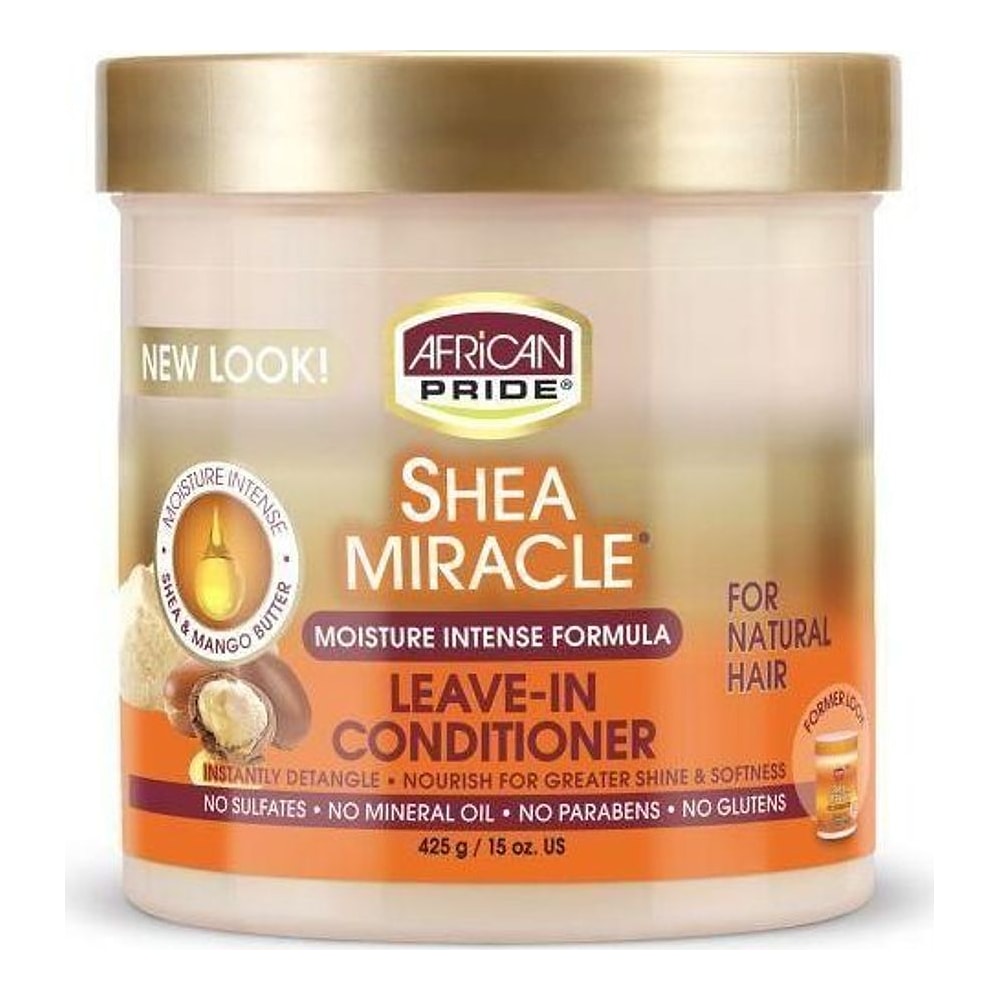 NEW LOOK!
AFRiCAN
PRIDE®
SHEA
MIRACLE®
MOISTURE INTENSE
SHEA & MANGO BUTTER
MOISTURE INTENSE FORMULA
FOR
NATURAL
HAIR
LEAVE-IN
CONDITIONER
FORMER LOOK
INSTANTLY DETANGLE • NOURISH FOR GREATER SHINE & SOFTNESS
NO SULFATES • NO MINERAL OIL • NO PARABENS • NO GLUTENS
425 g / 15 oz. US